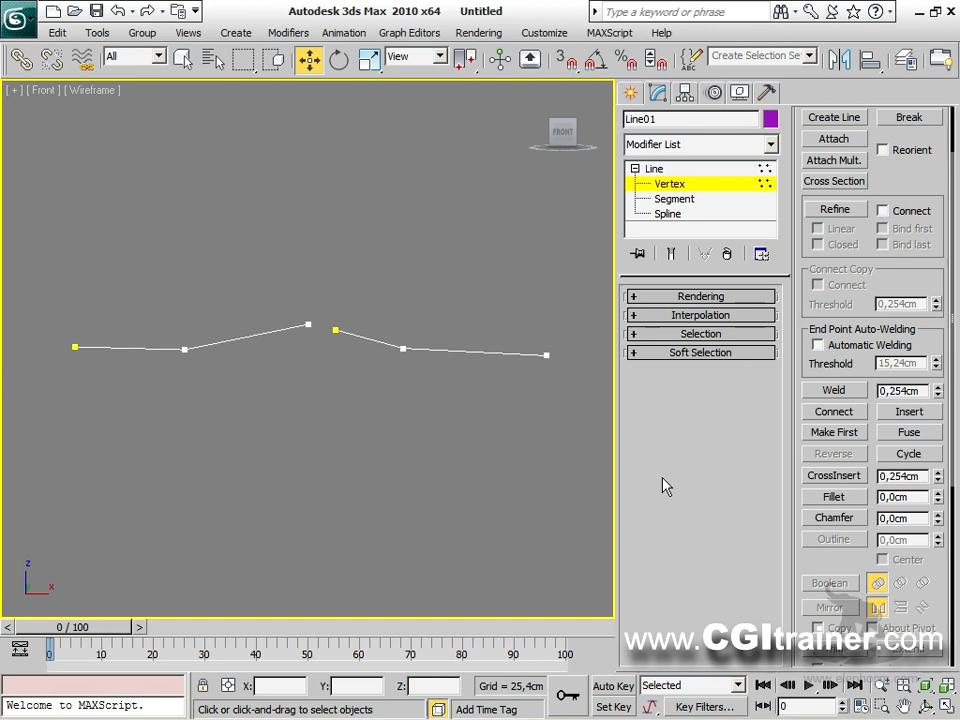 Autodesk 3ds Max 2010 x64 Untitled
Type a keyword or phrase
Edit Tools Group Views Create Modifiers Animation Graph Editors Rendering Customize MAXScript Help
All View 3 % ABC Create Selection Se
[ + ] [ Front ] [ Wireframe ]
FRONT
Line01
Modifier List
Line
Vertex
Segment
Spline
+ Rendering
+ Interpolation
+ Selection
+ Soft Selection
Create Line Break
Attach
Reorient
Attach Mult.
Cross Section
Refine Connect
Linear Bind first
Closed Bind last
Connect Copy
Connect
Threshold 0,254cm
End Point Auto-Welding
Automatic Welding
Threshold 15,24cm
Weld 0,254cm
Connect Insert
Make First Fuse
Reverse Cycle
CrossInsert 0,254cm
Fillet 0,0cm
Chamfer 0,0cm
Outline 0,0cm
Center
Boolean
Mirror
Copy About Pivot
www.CGItrainer.com
z
x
< 0 / 100 >
0 10 20 30 40 50 60 70 80 90 100
X: Y: Z: Grid = 25,4cm Auto Key Selected
Welcome to MAXScript. Click or click-and-drag to select objects Add Time Tag Set Key Key Filters... 0